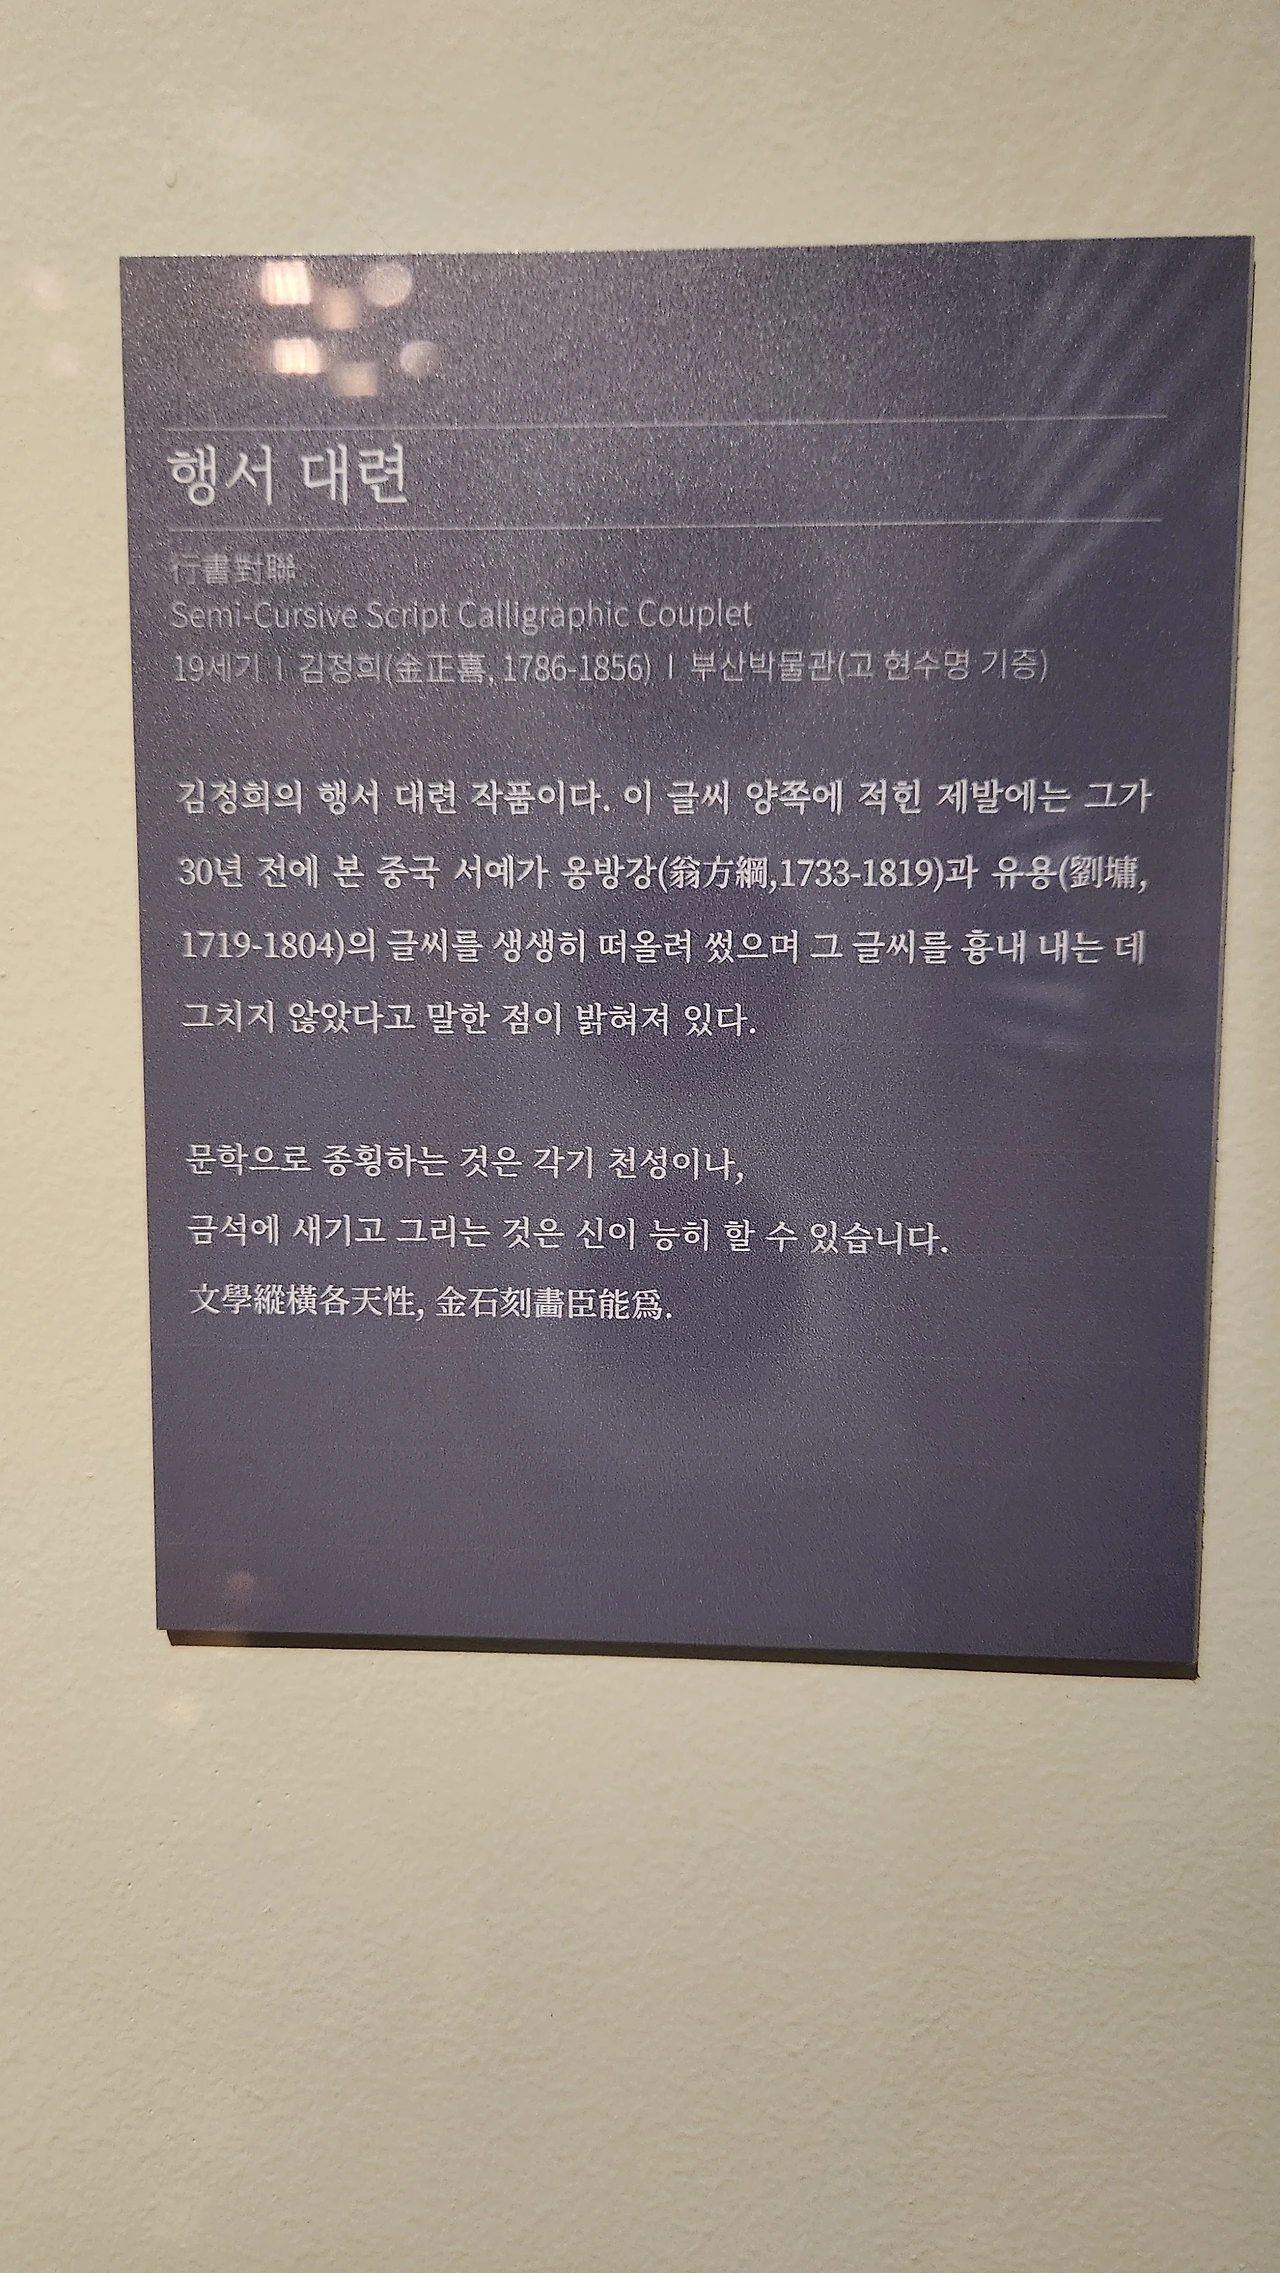 행서 대련
行書對聯
Semi-Cursive Script Calligraphic Couplet
19세기 | 김정희(金正喜, 1786-1856) | 부산박물관(고 현수명 기증)
김정희의 행서 대련 작품이다. 이 글씨 양쪽에 적힌 제발에는 그가
30년 전에 본 중국 서예가 옹방강(翁方綱,1733-1819)과 유용(劉墉,
1719-1804)의 글씨를 생생히 떠올려 썼으며 그 글씨를 흉내 내는 데
그치지 않았다고 말한 점이 밝혀져 있다.
문학으로 종횡하는 것은 각기 천성이나,
금석에 새기고 그리는 것은 신이 능히 할 수 있습니다.
文學縱橫各天性, 金石刻畵臣能爲.